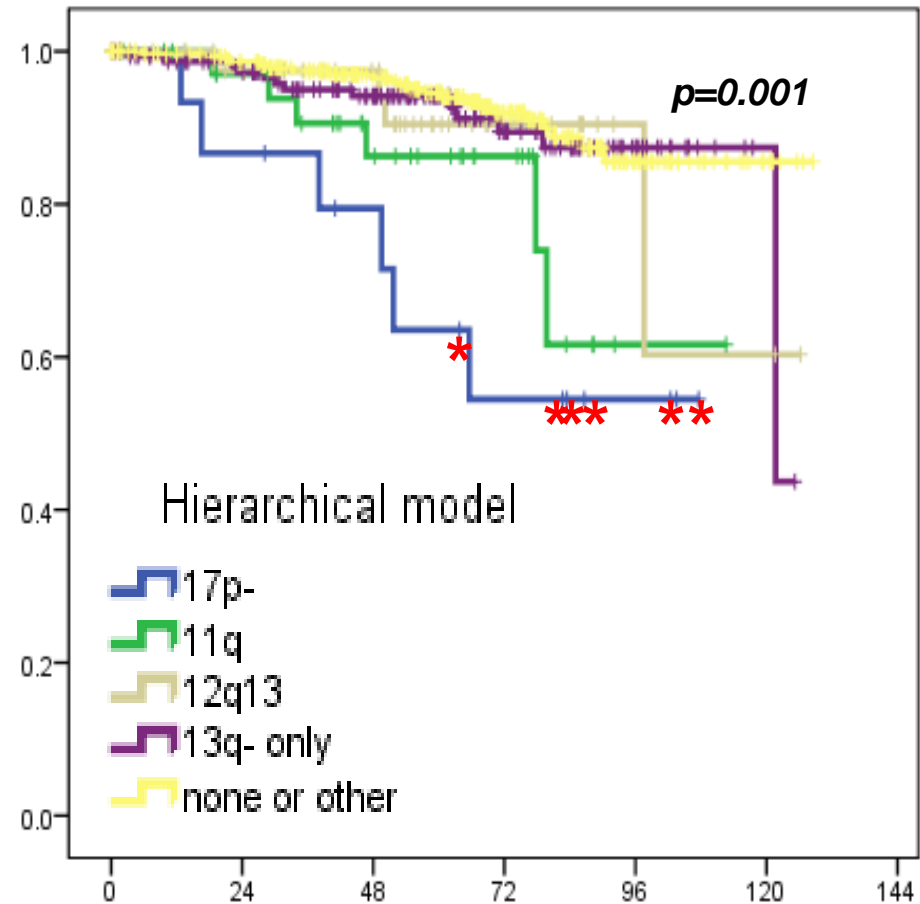 1.0
p=0.001
0.8
0.6
*
** * * *
0.4
Hierarchical model
17p-
11q
0.2
12q13
13q- only
none or other
0.0
0 24 48 72 96 120 144